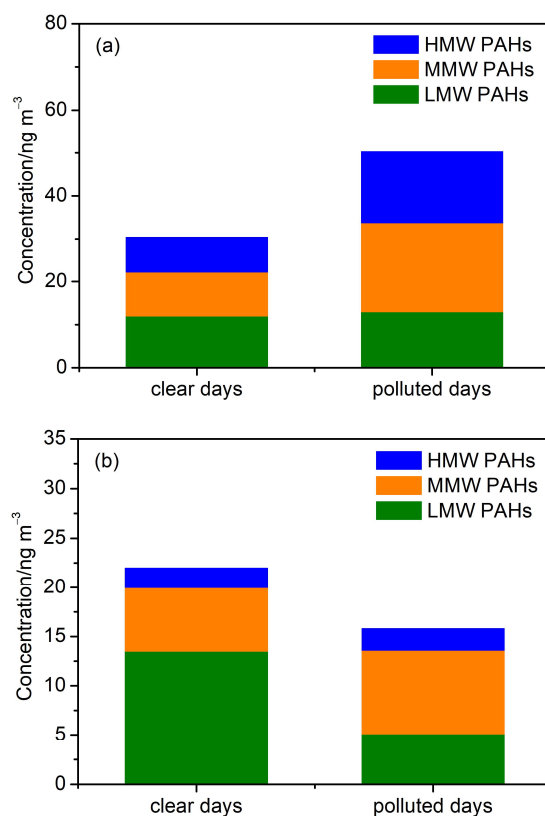 (a)
HMW PAHs
MMW PAHs
LMW PAHs
Concentration/ng m⁻³
80
60
40
20
0
clear days
polluted days
(b)
HMW PAHs
MMW PAHs
LMW PAHs
Concentration/ng m⁻³
35
30
25
20
15
10
5
0
clear days
polluted days